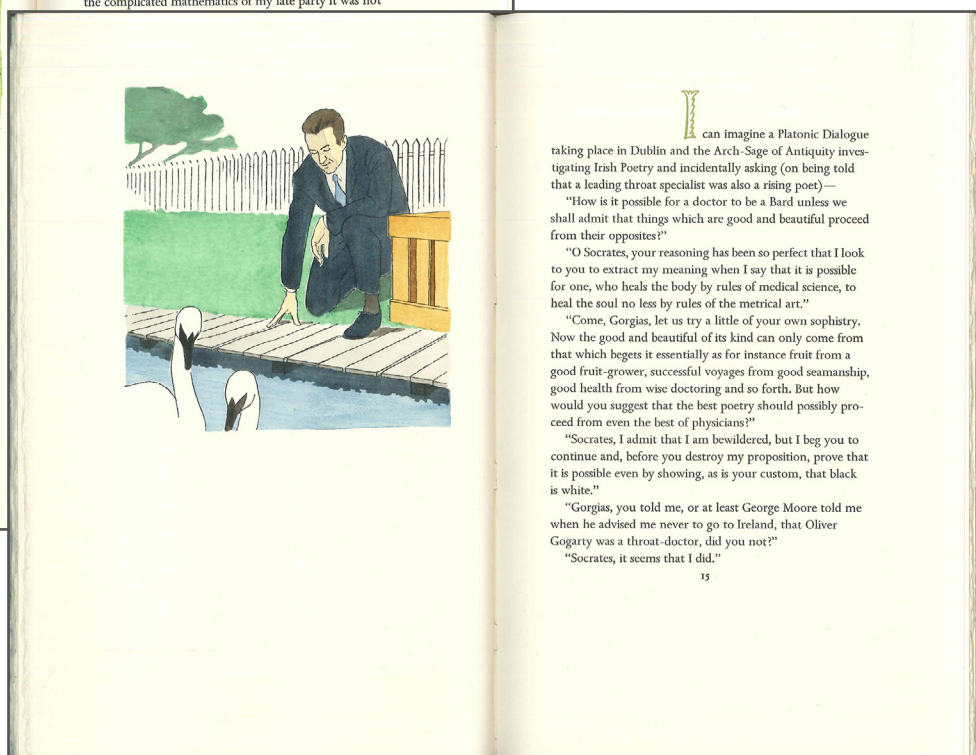 the complicated mathematics of my late party it was not
I can imagine a Platonic Dialogue
taking place in Dublin and the Arch-Sage of Antiquity inves-
tigating Irish Poetry and incidentally asking (on being told
that a leading throat specialist was also a rising poet)—
“How is it possible for a doctor to be a Bard unless we
shall admit that things which are good and beautiful proceed
from their opposites?”
“O Socrates, your reasoning has been so perfect that I look
to you to extract my meaning when I say that it is possible
for one, who heals the body by rules of medical science, to
heal the soul no less by rules of the metrical art.”
“Come, Gorgias, let us try a little of your own sophistry.
Now the good and beautiful of its kind can only come from
that which begets it essentially as for instance fruit from a
good fruit-grower, successful voyages from good seamanship,
good health from wise doctoring and so forth. But how
would you suggest that the best poetry should possibly pro-
ceed from even the best of physicians?”
“Socrates, I admit that I am bewildered, but I beg you to
continue and, before you destroy my proposition, prove that
it is possible even by showing, as is your custom, that black
is white.”
“Gorgias, you told me, or at least George Moore told me
when he advised me never to go to Ireland, that Oliver
Gogarty was a throat-doctor, did you not?”
“Socrates, it seems that I did.”
15